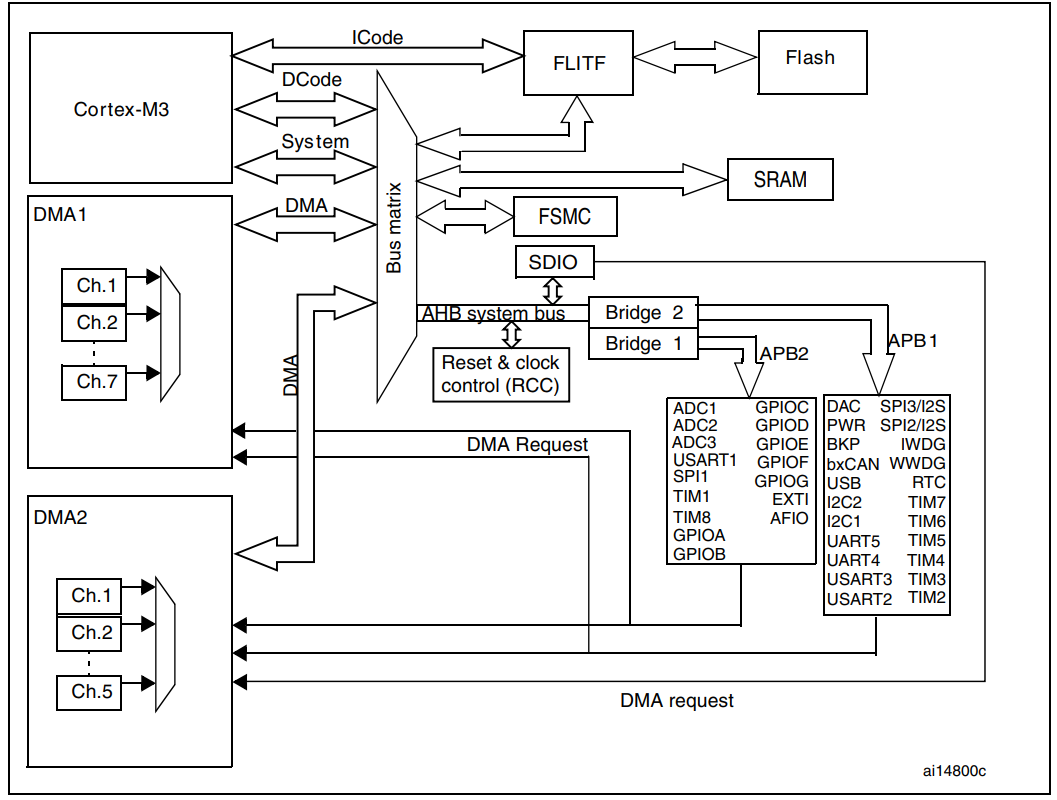 ICode
FLITF
Flash
Cortex-M3
DCode
System
Bus matrix
SRAM
DMA1
DMA
FSMC
SDIO
Ch.1
Ch.2
Ch.7
AHB system bus
Bridge 2
Bridge 1
APB1
APB2
Reset & clock
control (RCC)
DMA
DMA Request
ADC1 GPIOC
ADC2 GPIOD
ADC3 GPIOE
USART1 GPIOF
SPI1 GPIOG
TIM1 EXTI
TIM8 AFIO
GPIOA
GPIOB
DAC SPI3/I2S
PWR SPI2/I2S
BKP IWDG
bxCAN WWDG
USB RTC
I2C2 TIM7
I2C1 TIM6
UART5 TIM5
UART4 TIM4
USART3 TIM3
USART2 TIM2
DMA2
Ch.1
Ch.2
Ch.5
DMA request
ai14800c